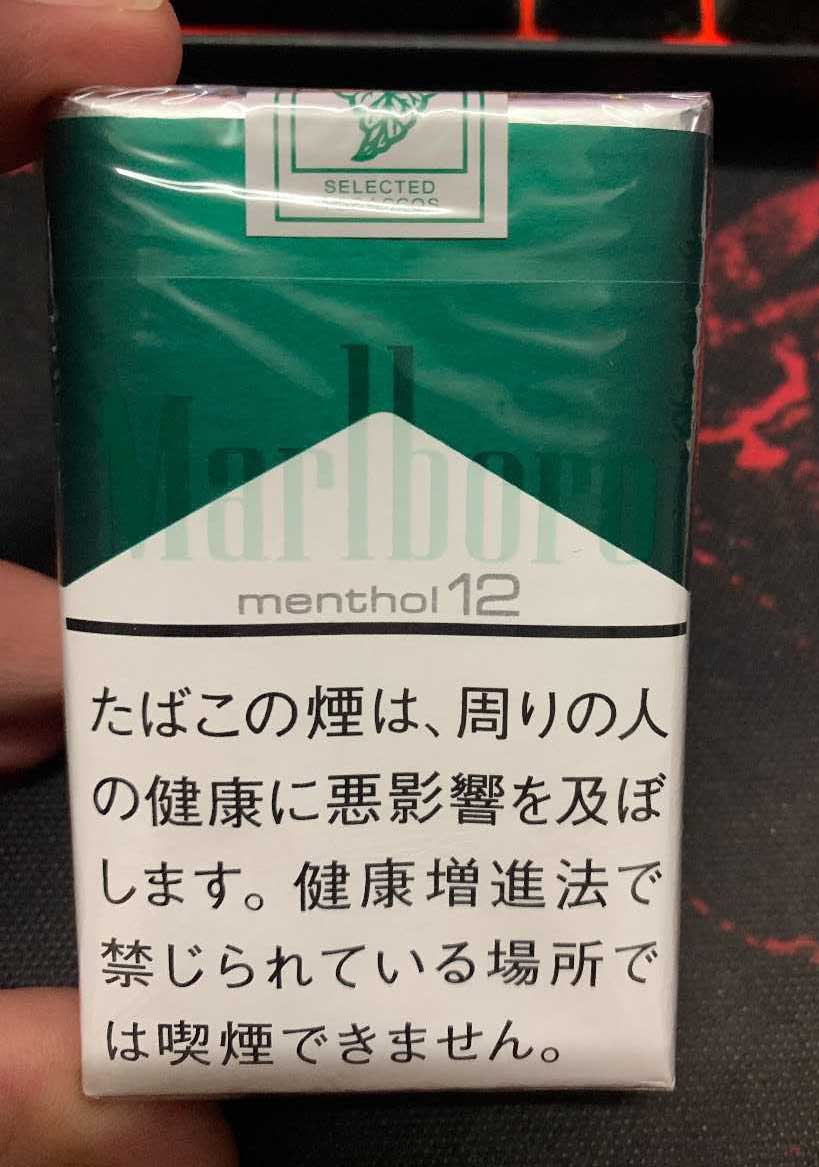 SELECTED
TOBACCOS
Marlboro
menthol 12
たばこの煙は、周りの人
の健康に悪影響を及ぼ
します。健康増進法で
禁じられている場所で
は喫煙できません。